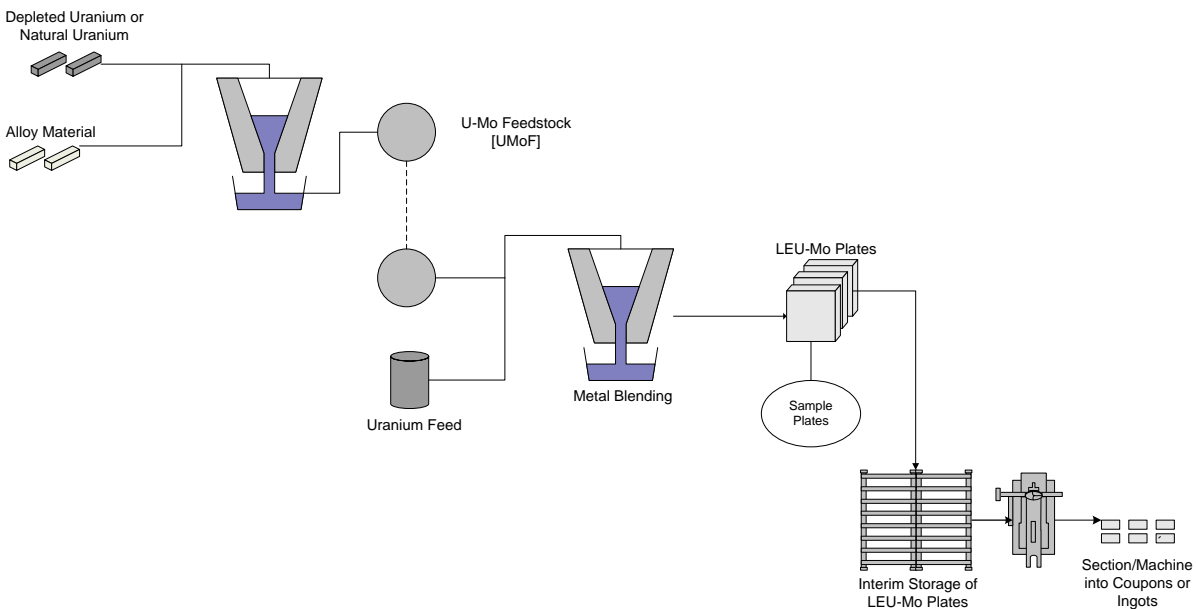 Depleted Uranium or
Natural Uranium
Alloy Material
U-Mo Feedstock
[UMoF]
Uranium Feed
Metal Blending
LEU-Mo Plates
Sample
Plates
Interim Storage of
LEU-Mo Plates
Section/Machine
into Coupons or
Ingots